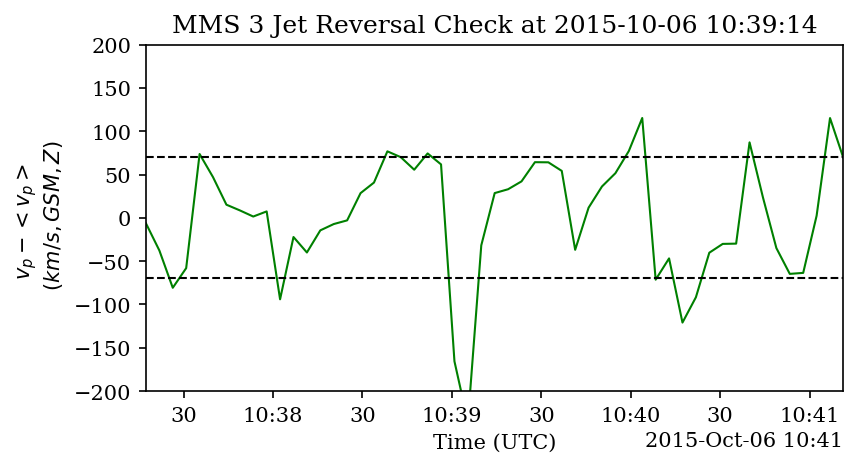 MMS 3 Jet Reversal Check at 2015-10-06 10:39:14
200
150
100
50
0
−50
−100
−150
−200
v_p − < v_p >
(km/s, GSM, Z)
30 10:38 30 10:39 30 10:40 30 10:41
Time (UTC)
2015-Oct-06 10:41